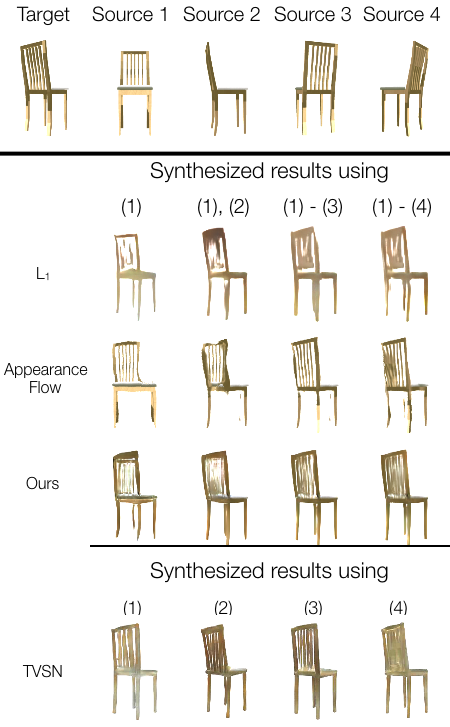 Target Source 1 Source 2 Source 3 Source 4
Synthesized results using
(1) (1), (2) (1) - (3) (1) - (4)
L₁
Appearance
Flow
Ours
Synthesized results using
(1) (2) (3) (4)
TVSN